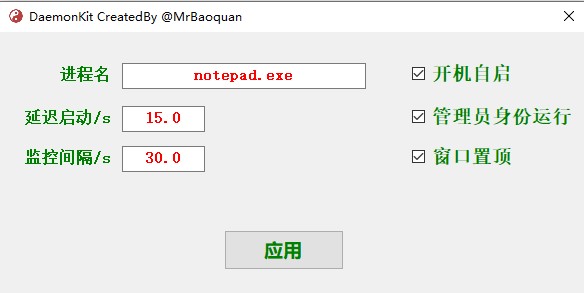 DaemonKit CreatedBy @MrBaoquan
进程名 notepad.exe 开机自启
延迟启动/s 15.0 管理员身份运行
监控间隔/s 30.0 窗口置顶
应用